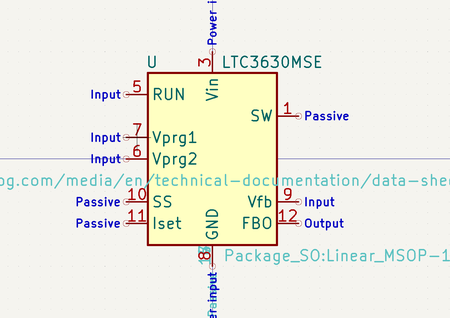 Power i
U LTC3630MSE
3
Vin
Input 5 RUN
SW 1 Passive
Input 7 Vprg1
Input 6 Vprg2
og.com/media/en/technical-documentation/data-she
Passive 10 SS Vfb 9 Input
Passive 11 Iset FBO 12 Output
GND
8
Package_SO:Linear_MSOP-1
er input